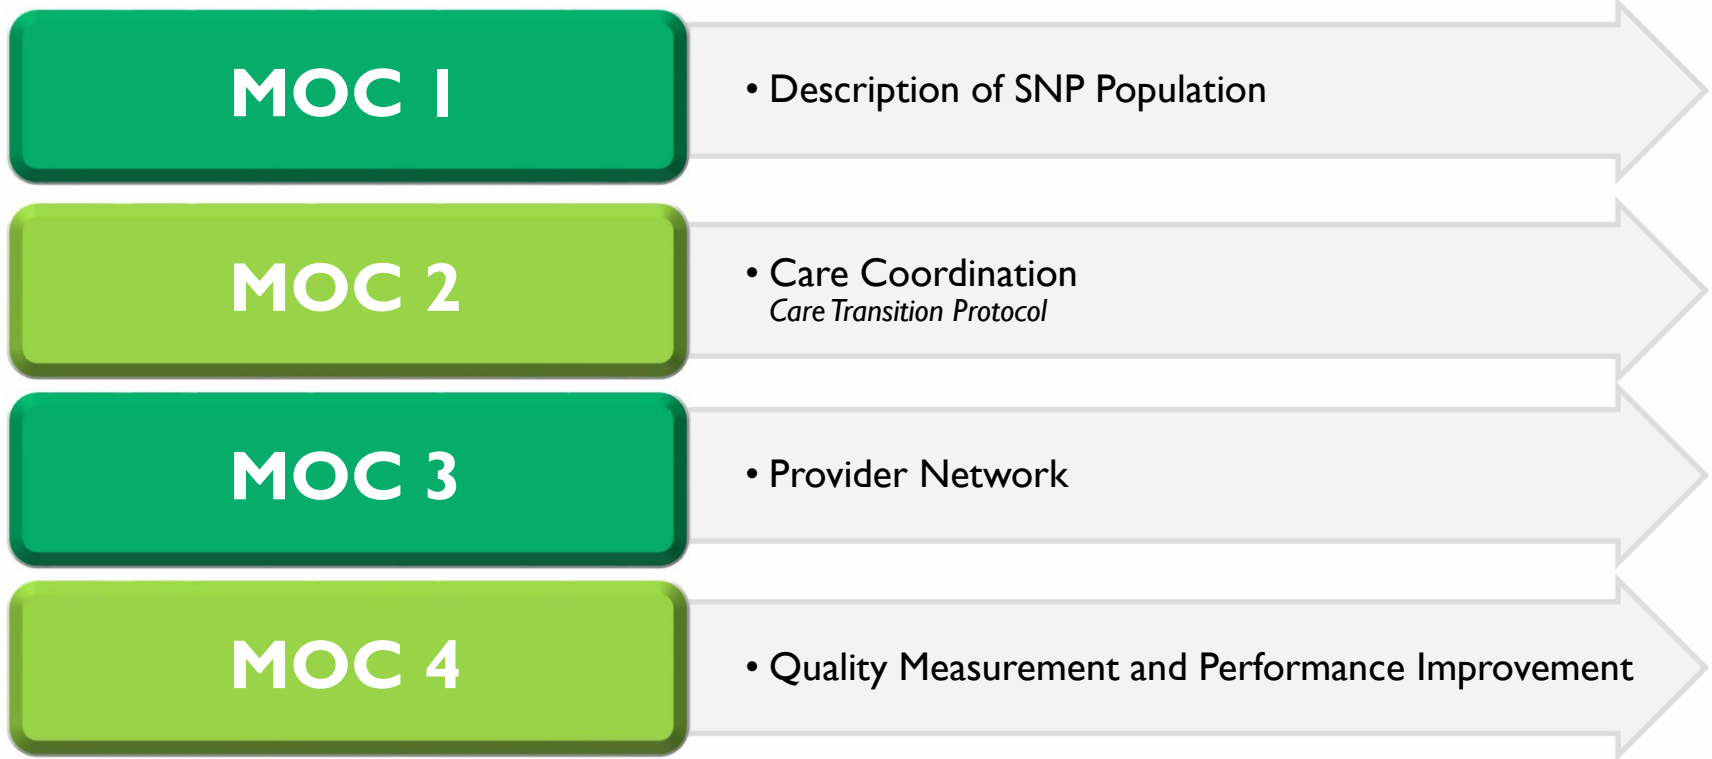 MOC 1
• Description of SNP Population
MOC 2
• Care Coordination
Care Transition Protocol
MOC 3
• Provider Network
MOC 4
• Quality Measurement and Performance Improvement